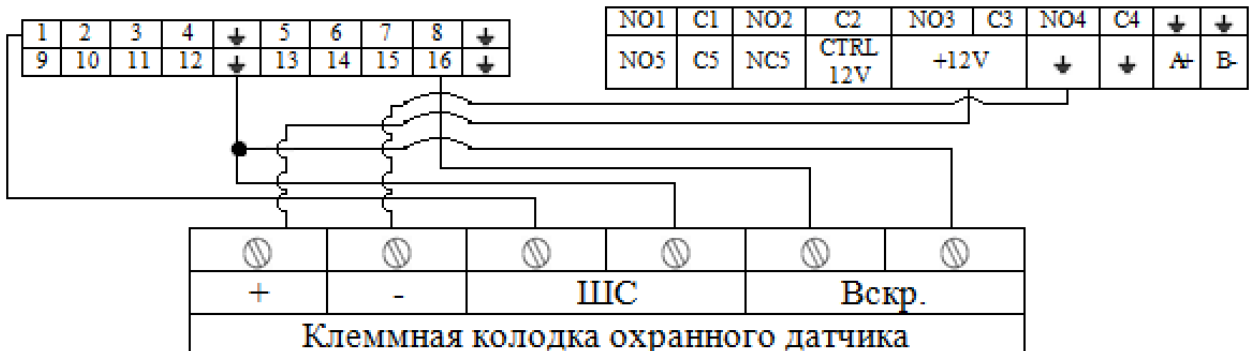 1 2 3 4 5 6 7 8
9 10 11 12 13 14 15 16
NO1 C1 NO2 C2 NO3 C3 NO4 C4
NO5 C5 NC5 CTRL 12V +12V A+ B-
+ - ШС Вскр.
Клеммная колодка охранного датчика